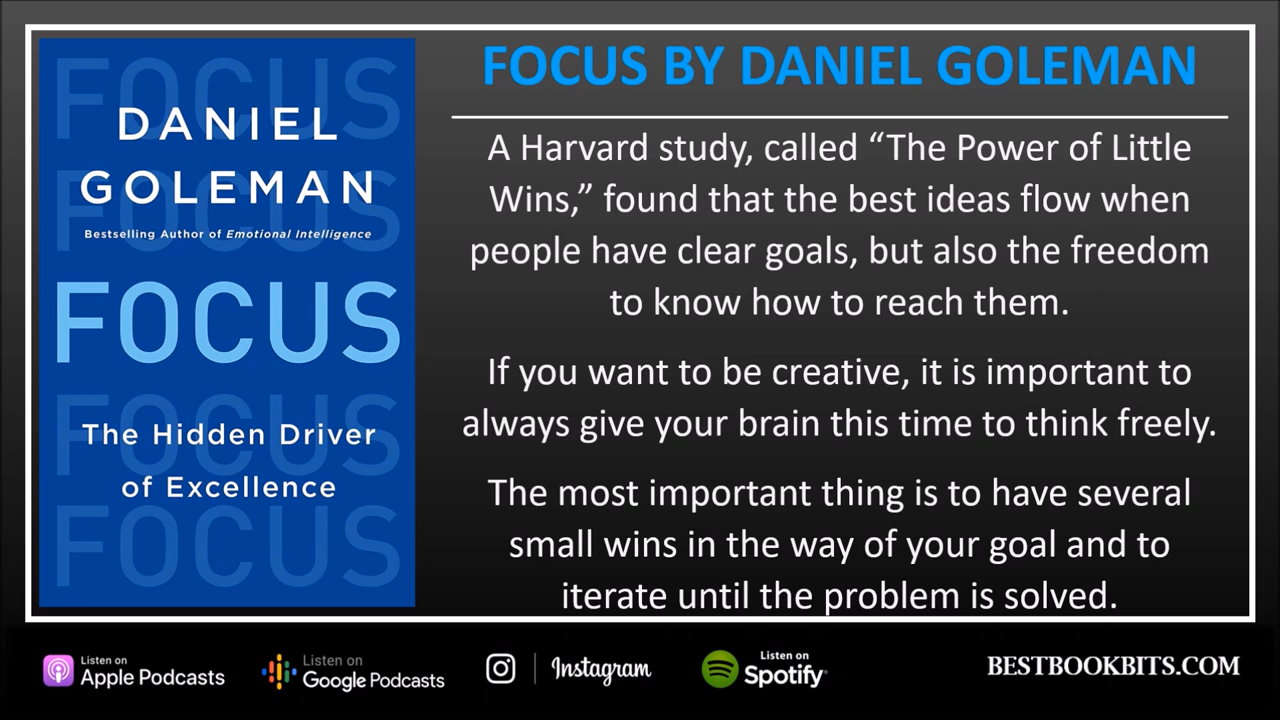 FOCUS
DANIEL
FOCUS
GOLEMAN
Bestselling Author of Emotional Intelligence
FOCUS
FOCUS
The Hidden Driver
of Excellence
FOCUS
FOCUS BY DANIEL GOLEMAN
A Harvard study, called “The Power of Little
Wins,” found that the best ideas flow when
people have clear goals, but also the freedom
to know how to reach them.
If you want to be creative, it is important to
always give your brain this time to think freely.
The most important thing is to have several
small wins in the way of your goal and to
iterate until the problem is solved.
Listen on
Apple Podcasts
Listen on
Google Podcasts
Instagram
Listen on
Spotify
BESTBOOKBITS.COM